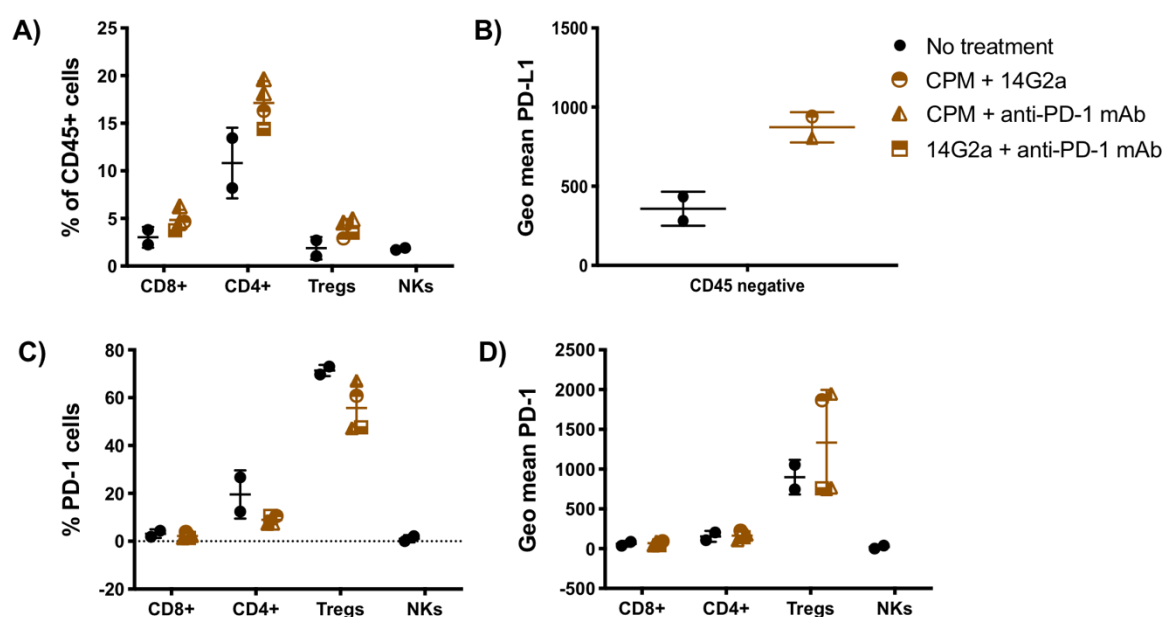 A)
% of CD45+ cells
25
20
15
10
5
0
CD8+ CD4+ Tregs NKs
B)
Geo mean PD-L1
1500
1000
500
0
CD45 negative
No treatment
CPM + 14G2a
CPM + anti-PD-1 mAb
14G2a + anti-PD-1 mAb
C)
% PD-1 cells
80
60
40
20
0
-20
CD8+ CD4+ Tregs NKs
D)
Geo mean PD-1
2500
2000
1500
1000
500
0
-500
CD8+ CD4+ Tregs NKs